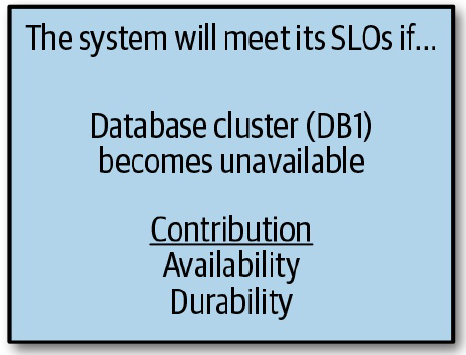 The system will meet its SLOs if...
Database cluster (DB1)
becomes unavailable
Contribution
Availability
Durability